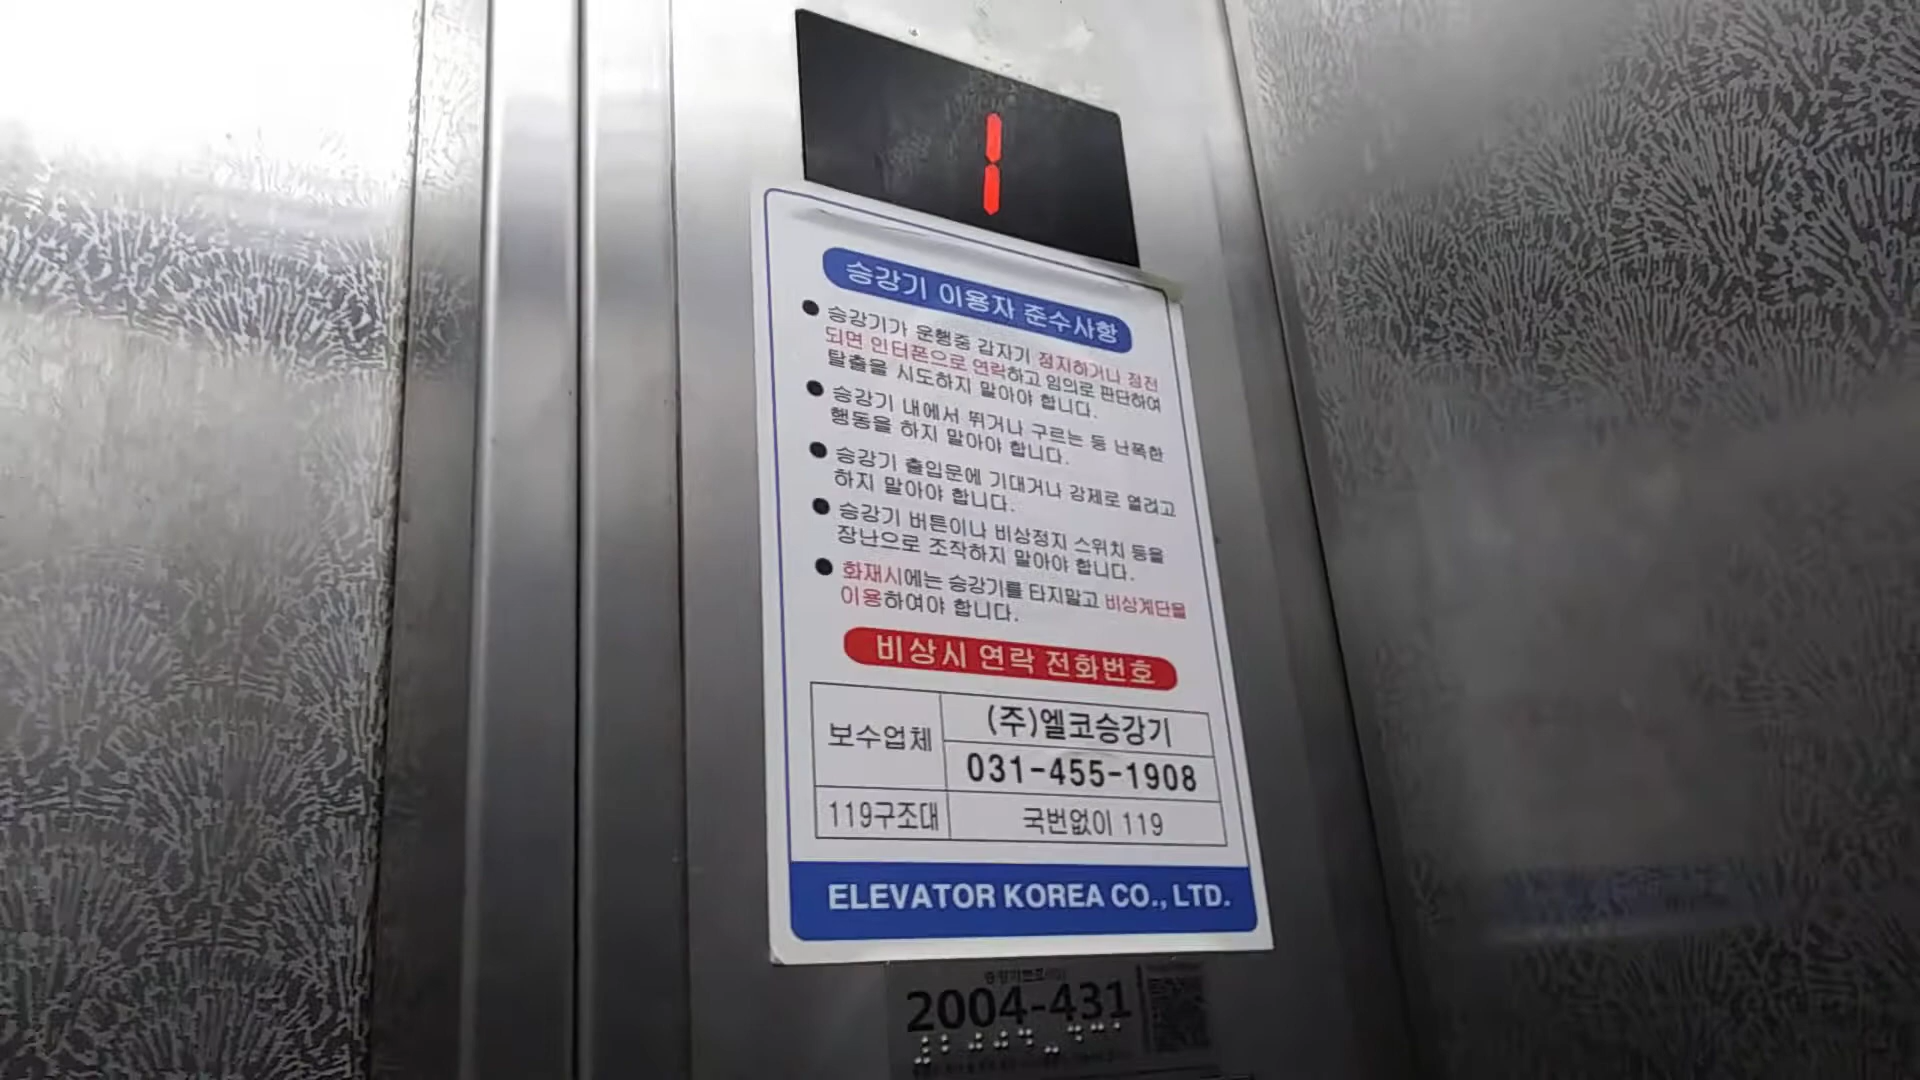 1
승강기 이용자 준수사항
● 승강기가 운행중 갑자기 정지하거나 정전
되면 인터폰으로 연락하고 임의로 판단하여
탈출을 시도하지 말아야 합니다.
● 승강기 내에서 뛰거나 구르는 등 난폭한
행동을 하지 말아야 합니다.
● 승강기 출입문에 기대거나 강제로 열려고
하지 말아야 합니다.
● 승강기 버튼이나 비상정지 스위치 등을
장난으로 조작하지 말아야 합니다.
● 화재시에는 승강기를 타지말고 비상계단을
이용하여야 합니다.
비상시 연락 전화번호
보수업체
(주)엘코승강기
031-455-1908
119구조대
국번없이 119
ELEVATOR KOREA CO., LTD.
승강기번호
2004-431